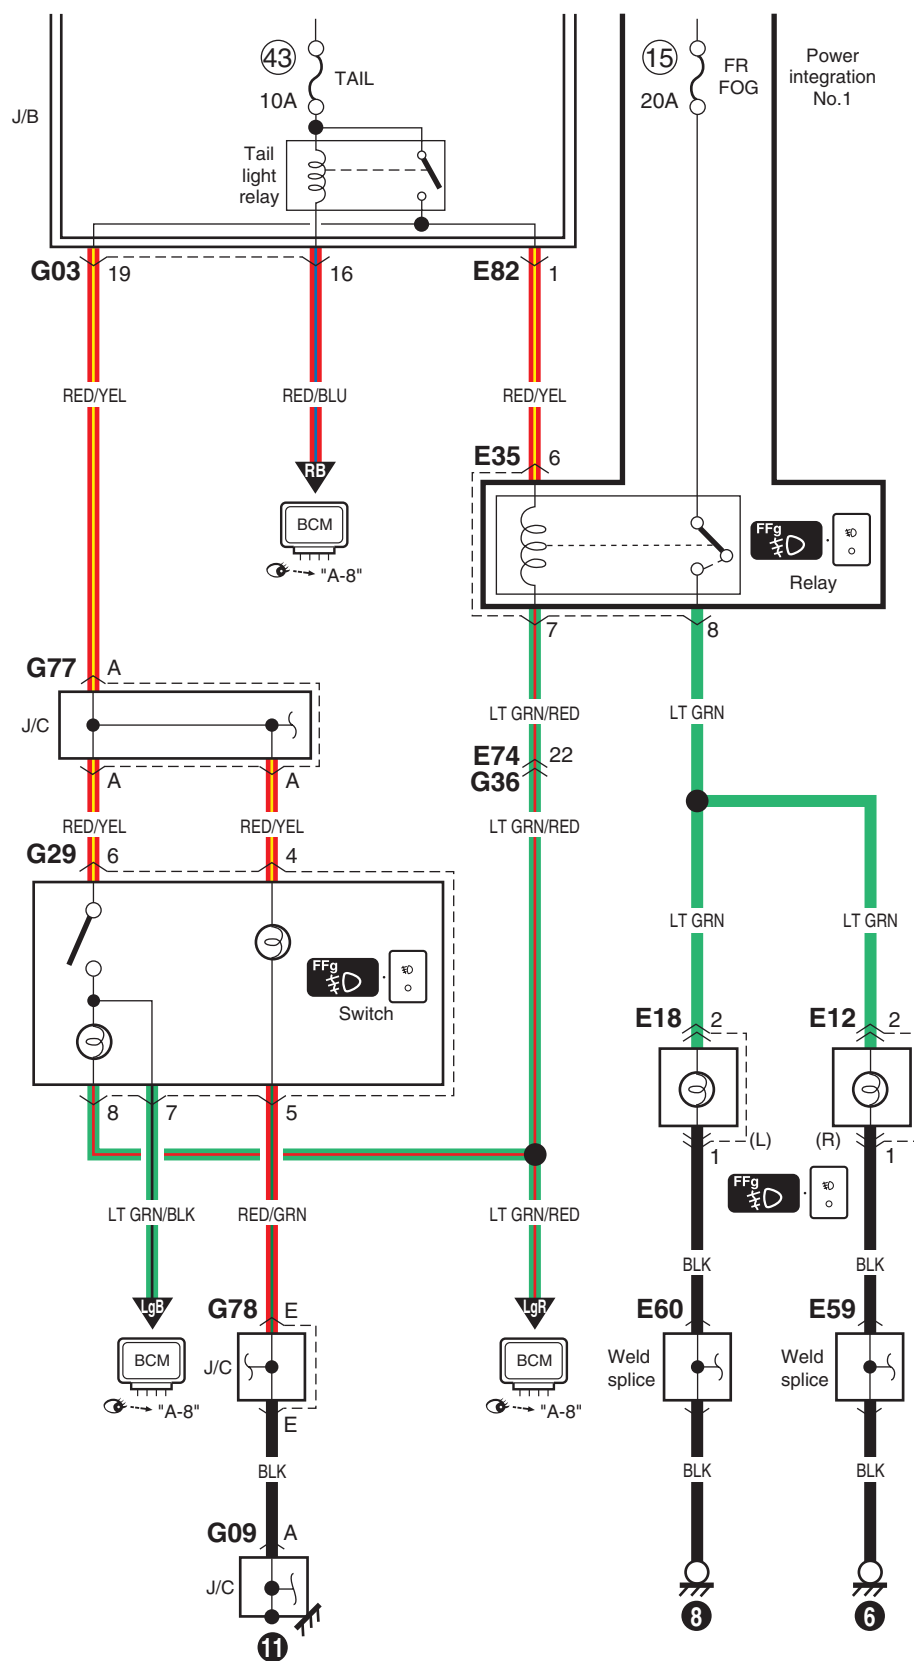 43
TAIL
10A
J/B
Tail
light
relay
15
FR
FOG
20A
Power
integration
No.1
G03
19
16
E82
1
RED/YEL
RED/BLU
RED/YEL
RB
BCM
"A-8"
E35
6
FFg
Relay
7
8
G77
A
J/C
A
A
LT GRN/RED
LT GRN
E74
22
G36
RED/YEL
RED/YEL
LT GRN/RED
G29
6
4
FFg
Switch
LT GRN
LT GRN
E18
2
E12
2
8
7
5
(L)
(R)
1
1
FFg
LT GRN/BLK
RED/GRN
LT GRN/RED
BLK
BLK
LgB
G78
E
LgR
E60
E59
BCM
J/C
BCM
Weld
splice
Weld
splice
"A-8"
E
"A-8"
BLK
BLK
BLK
G09
A
J/C
11
8
6